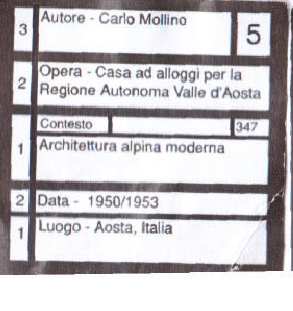 3 Autore - Carlo Mollino 5
2 Opera - Casa ad alloggi per la
Regione Autonoma Valle d'Aosta
Contesto 347
1 Architettura alpina moderna
2 Data - 1950/1953
1 Luogo - Aosta, Italia